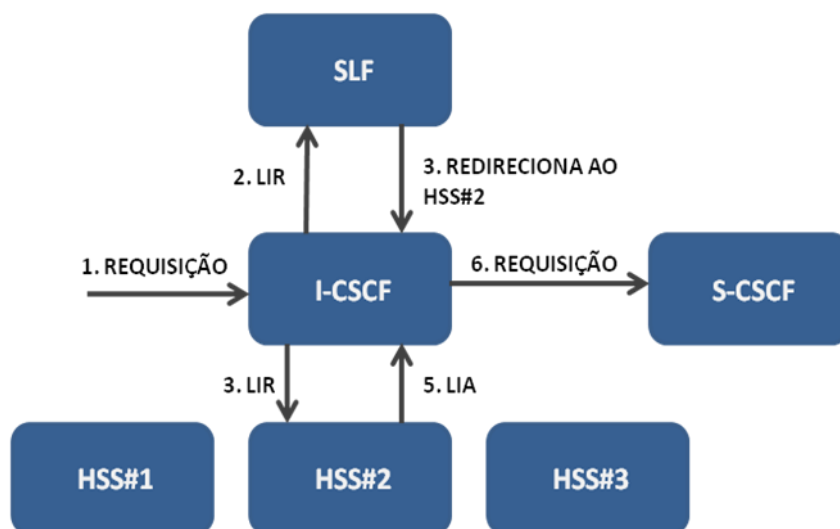 SLF
2. LIR
3. REDIRECIONA AO
HSS#2
1. REQUISIÇÃO
I-CSCF
6. REQUISIÇÃO
S-CSCF
3. LIR
5. LIA
HSS#1
HSS#2
HSS#3